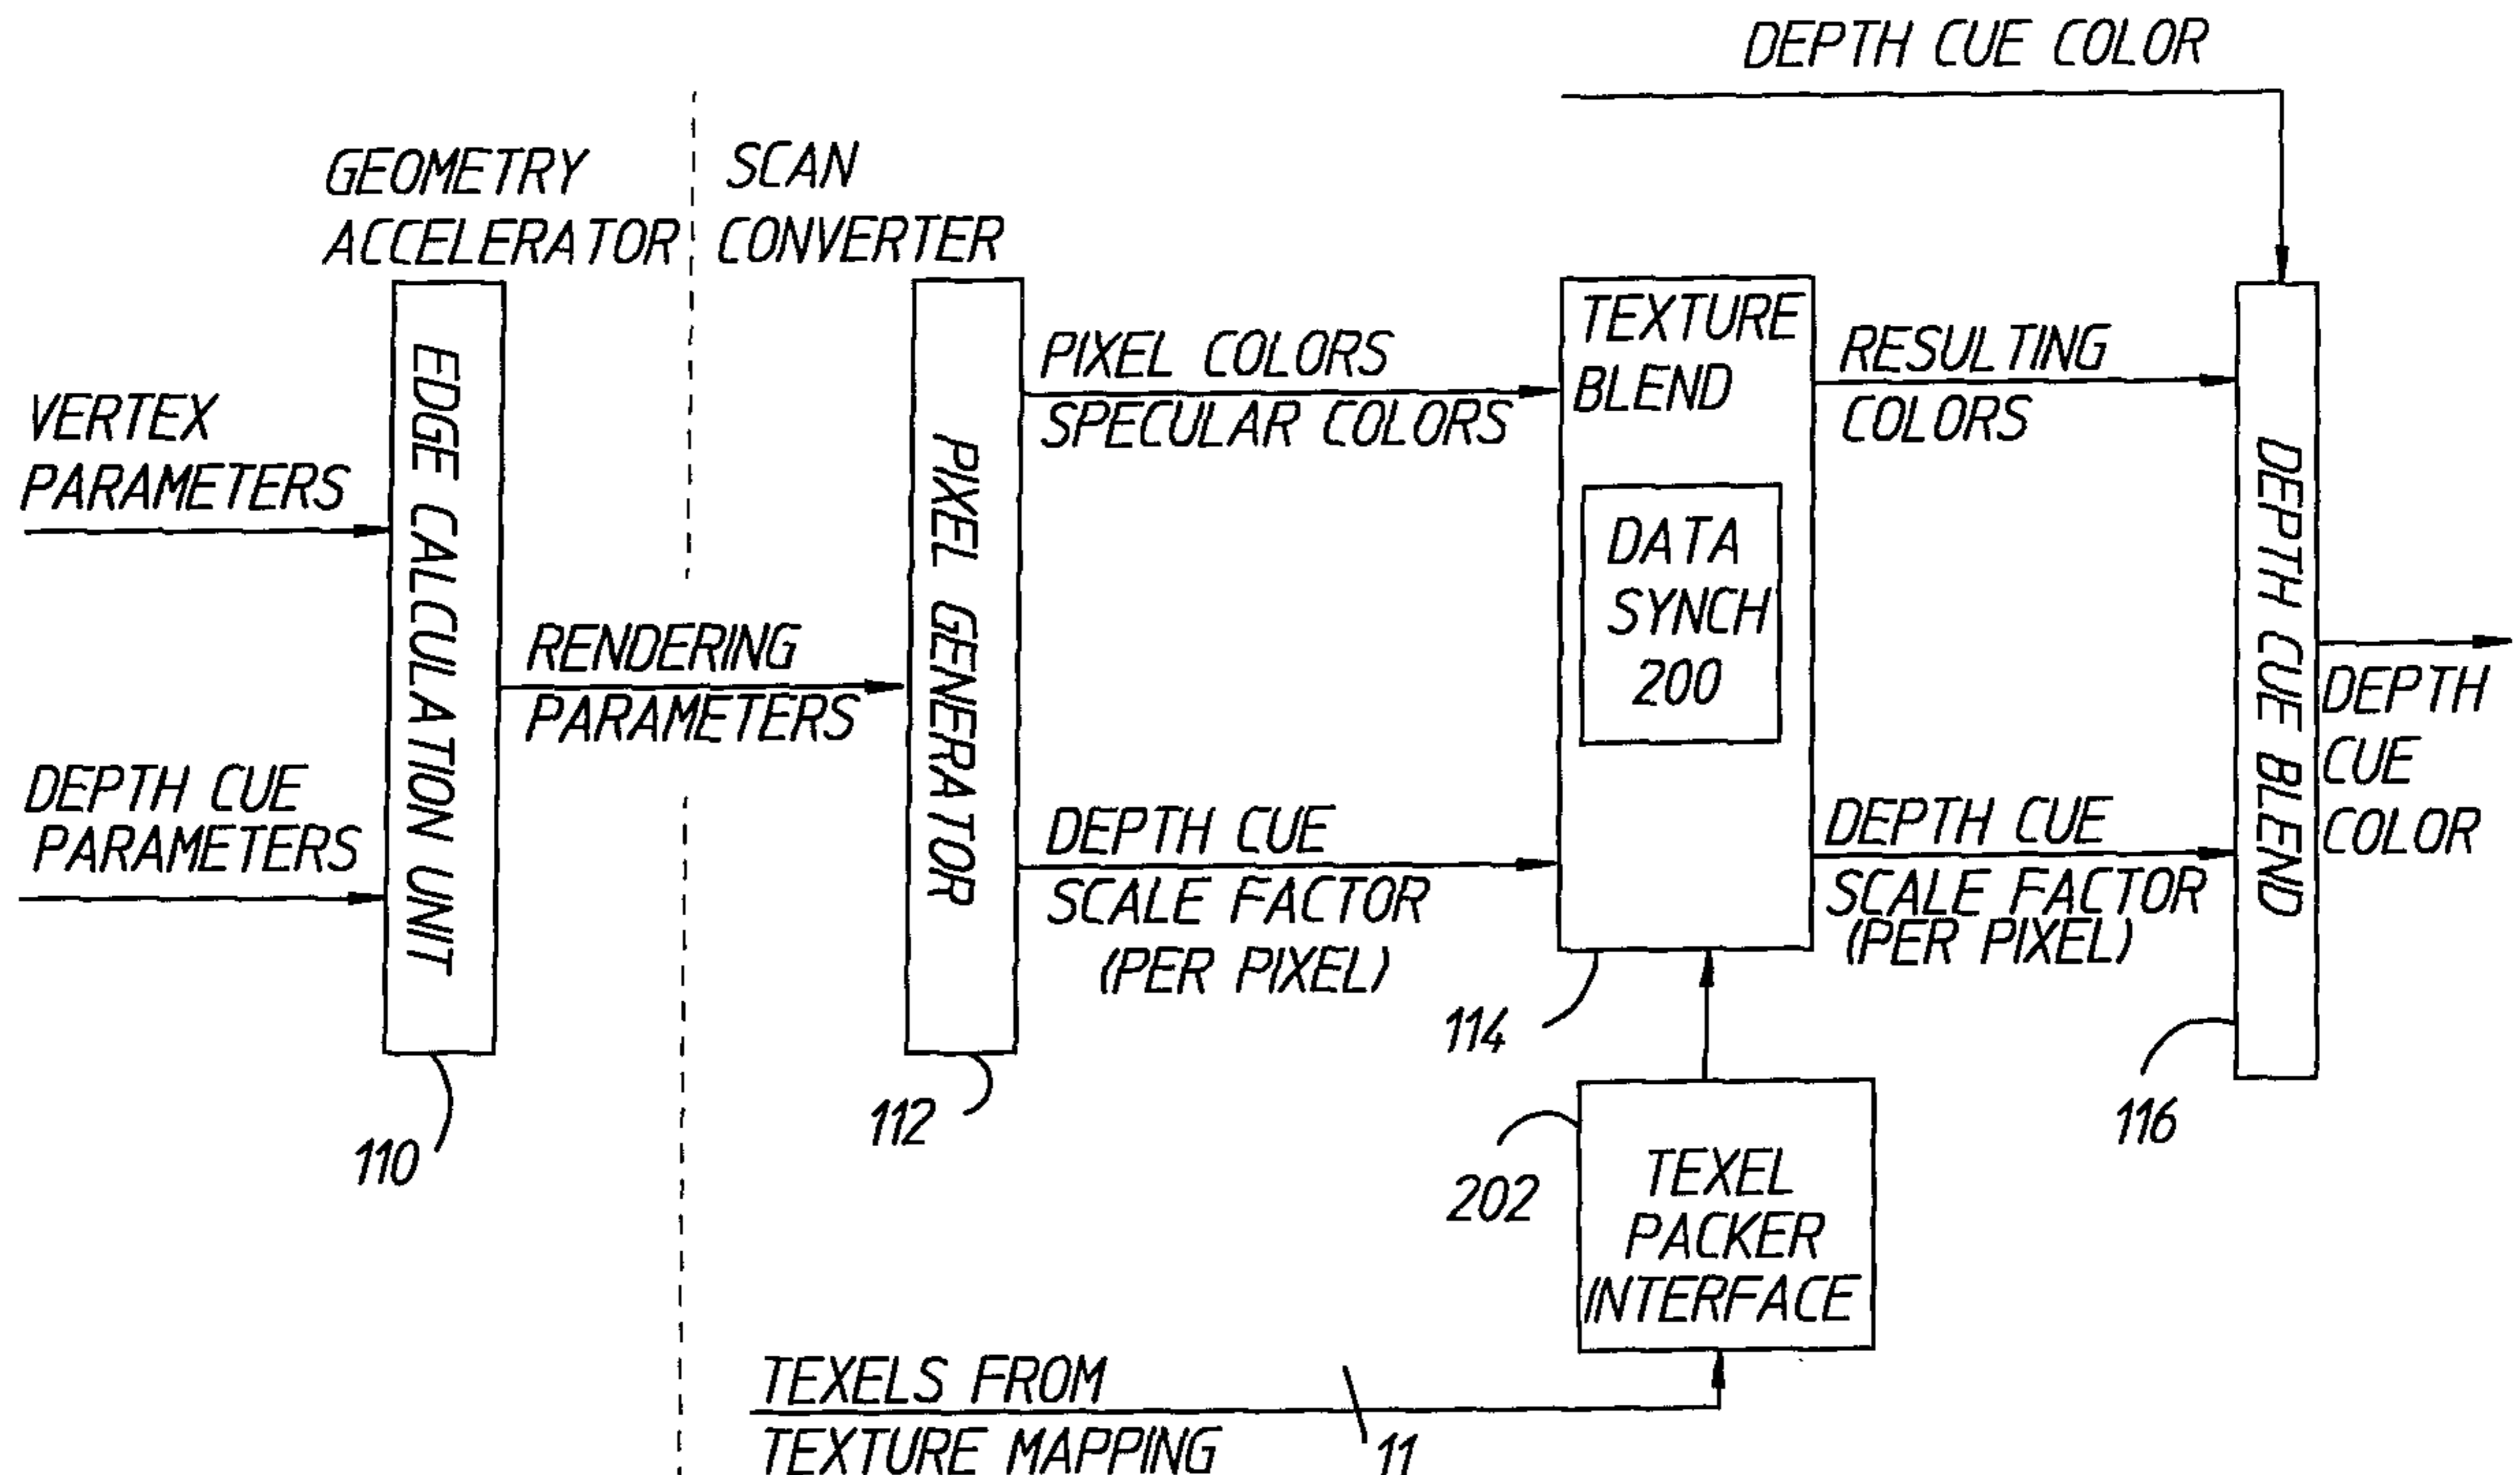 DEPTH CUE COLOR
GEOMETRY
ACCELERATOR
SCAN
CONVERTER
VERTEX
PARAMETERS
DEPTH CUE
PARAMETERS
EDGE CALCULATION UNIT
110
RENDERING
PARAMETERS
PIXEL GENERATOR
112
PIXEL COLORS
SPECULAR COLORS
DEPTH CUE
SCALE FACTOR
(PER PIXEL)
TEXTURE
BLEND
DATA
SYNCH
200
114
RESULTING
COLORS
DEPTH CUE
SCALE FACTOR
(PER PIXEL)
DEPTH CUE BLEND
116
DEPTH
CUE
COLOR
202
TEXEL
PACKER
INTERFACE
TEXELS FROM
TEXTURE MAPPING
11